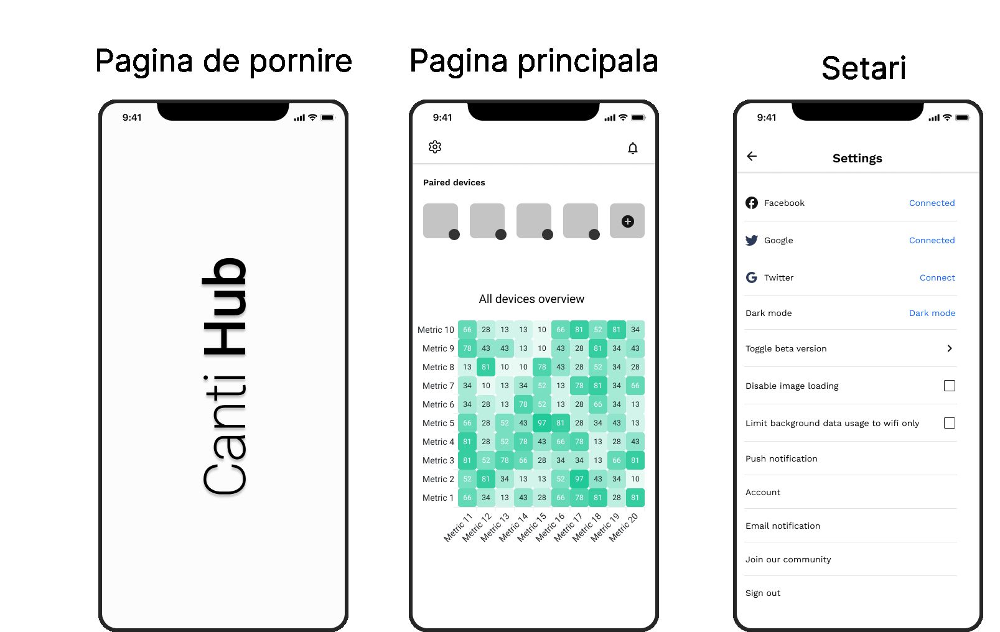 Pagina de pornire
Pagina principala
Setari
9:41
Canti Hub
9:41
Paired devices
All devices overview
Metric 10 66 28 13 13 10 66 81 52 81 34
Metric 9 78 43 43 13 10 43 28 81 34 43
Metric 8 13 81 10 10 78 43 28 52 34 28
Metric 7 34 10 13 34 52 13 78 81 34 66
Metric 6 34 28 13 78 52 13 28 66 34 13
Metric 5 66 28 52 43 97 81 28 34 43 13
Metric 4 81 28 52 78 43 66 78 13 28 43
Metric 3 81 52 78 66 28 34 34 13 66 81
Metric 2 52 81 34 13 13 52 97 43 34 10
Metric 1 66 34 13 43 28 66 78 81 28 81
Metric 11 Metric 12 Metric 13 Metric 14 Metric 15 Metric 16 Metric 17 Metric 18 Metric 19 Metric 20
9:41
Settings
Facebook Connected
Google Connected
Twitter Connect
Dark mode Dark mode
Toggle beta version
Disable image loading
Limit background data usage to wifi only
Push notification
Account
Email notification
Join our community
Sign out